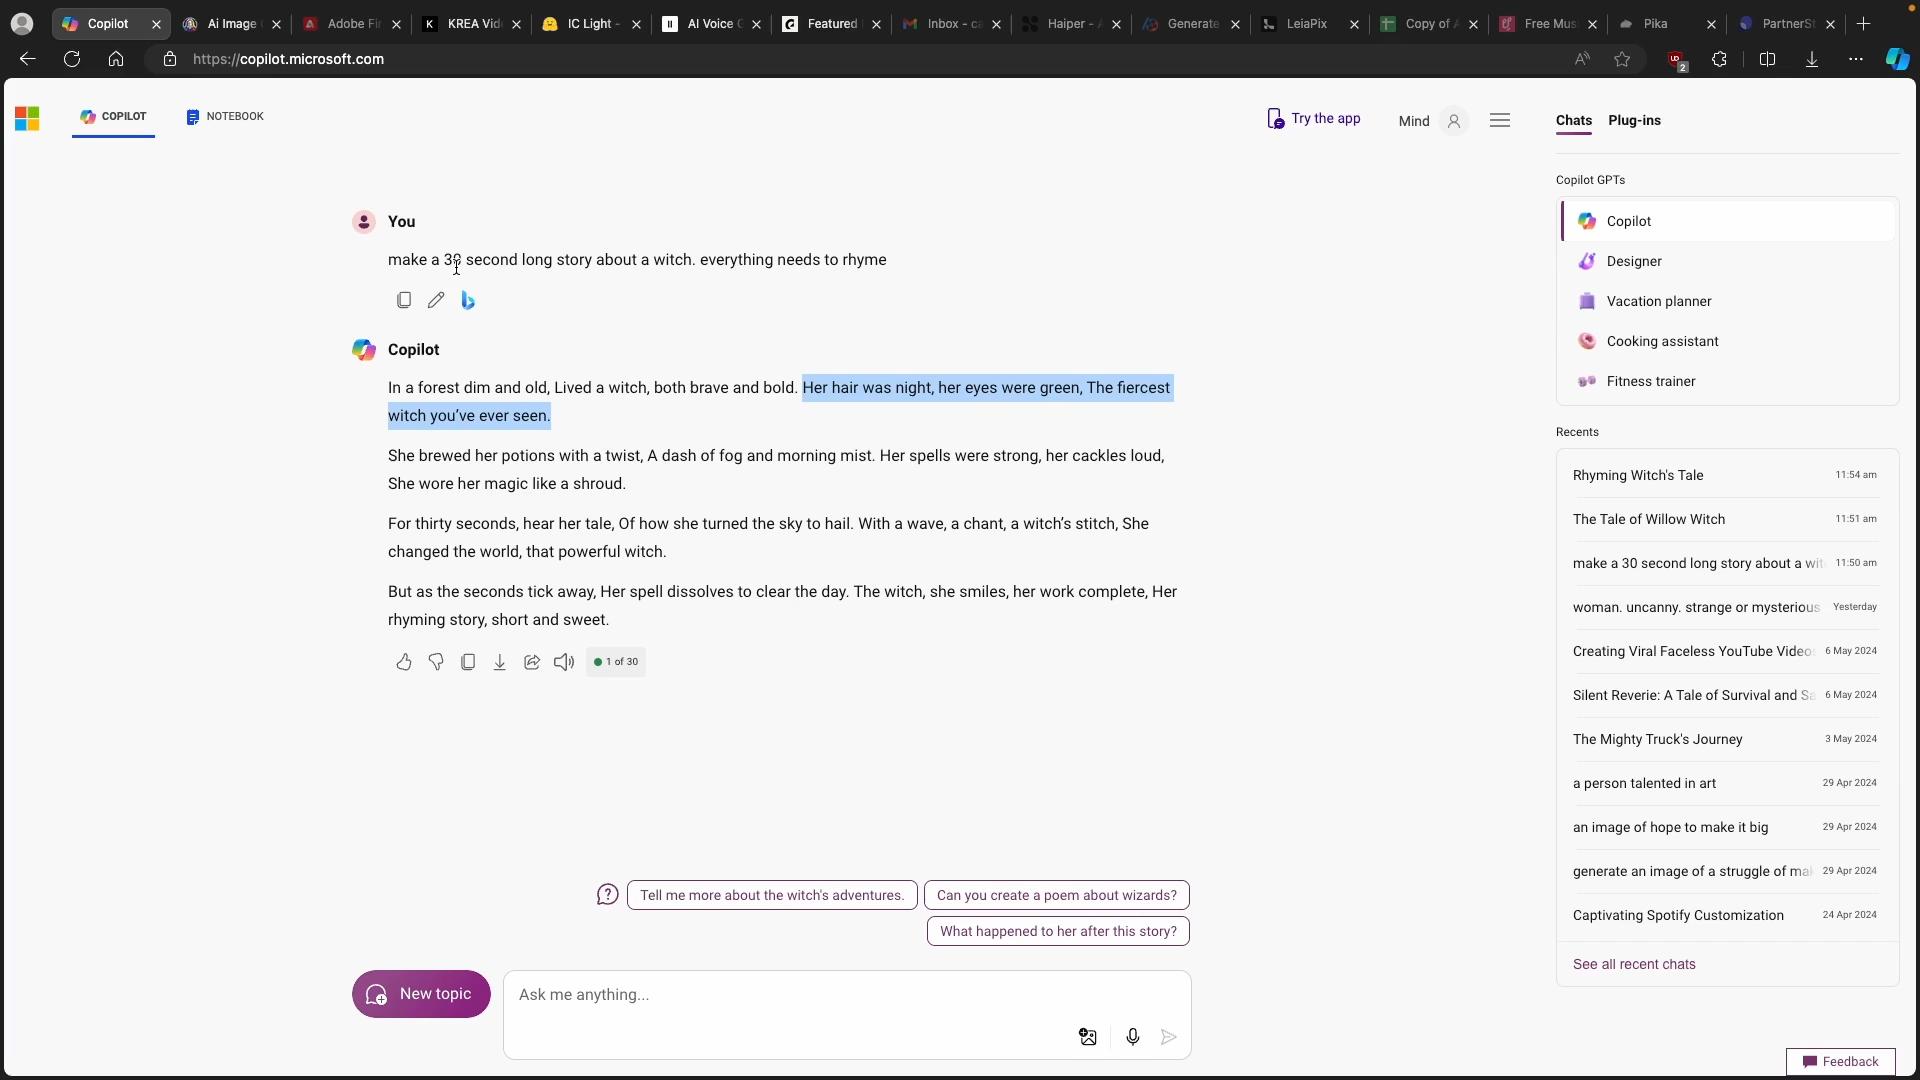 Copilot
Ai Image
Adobe Fir
KREA Vide
IC Light -
AI Voice
Featured
Inbox - ca
Haiper - A
Generate
LeiaPix
Copy of A
Free Mus
Pika
PartnerSt
https://copilot.microsoft.com
2
COPILOT
NOTEBOOK
Try the app
Mind
Chats Plug-ins
You
make a 30 second long story about a witch. everything needs to rhyme
Copilot
In a forest dim and old, Lived a witch, both brave and bold. Her hair was night, her eyes were green, The fiercest
witch you’ve ever seen.
She brewed her potions with a twist, A dash of fog and morning mist. Her spells were strong, her cackles loud,
She wore her magic like a shroud.
For thirty seconds, hear her tale, Of how she turned the sky to hail. With a wave, a chant, a witch’s stitch, She
changed the world, that powerful witch.
But as the seconds tick away, Her spell dissolves to clear the day. The witch, she smiles, her work complete, Her
rhyming story, short and sweet.
1 of 30
Tell me more about the witch's adventures.
Can you create a poem about wizards?
What happened to her after this story?
New topic
Ask me anything...
Copilot GPTs
Copilot
Designer
Vacation planner
Cooking assistant
Fitness trainer
Recents
Rhyming Witch's Tale 11:54 am
The Tale of Willow Witch 11:51 am
make a 30 second long story about a wit 11:50 am
woman. uncanny. strange or mysterious Yesterday
Creating Viral Faceless YouTube Videos 6 May 2024
Silent Reverie: A Tale of Survival and Sa 6 May 2024
The Mighty Truck's Journey 3 May 2024
a person talented in art 29 Apr 2024
an image of hope to make it big 29 Apr 2024
generate an image of a struggle of mak 29 Apr 2024
Captivating Spotify Customization 24 Apr 2024
See all recent chats
Feedback